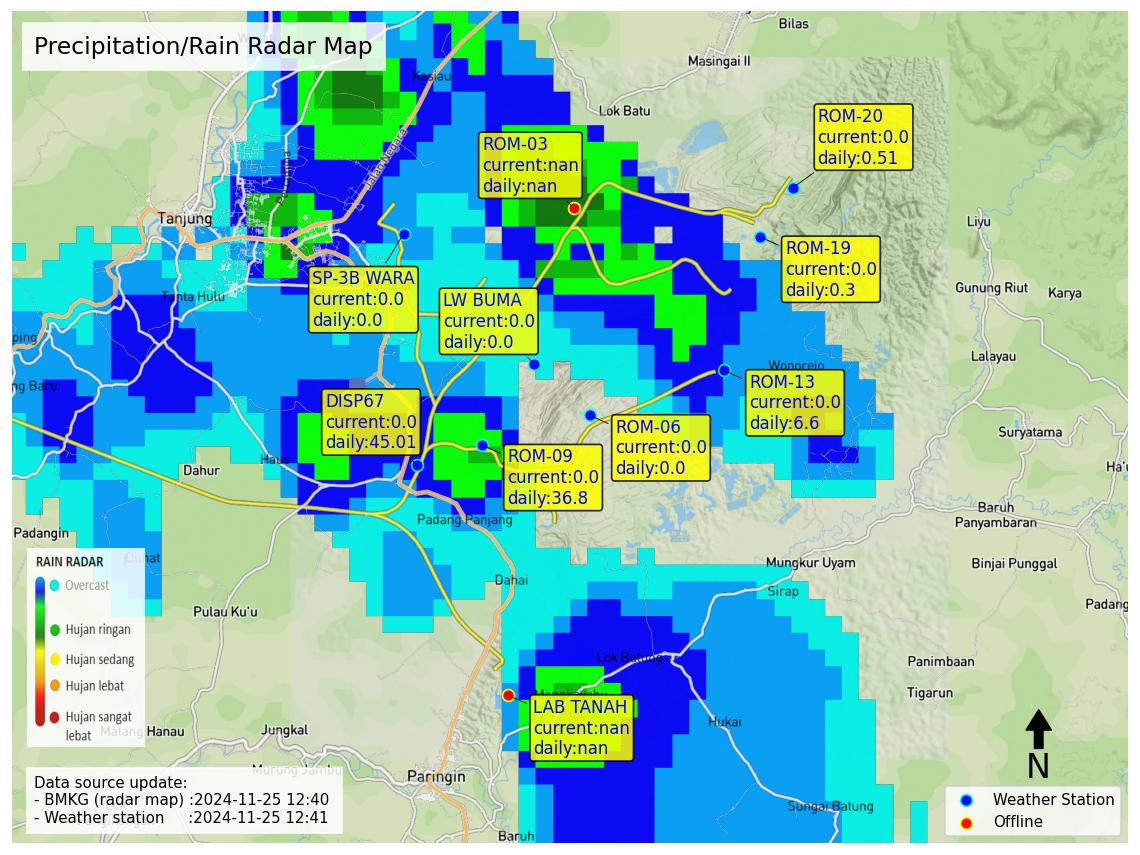 Precipitation/Rain Radar Map
Bilas
Masingai II
Kasiau
Lok Batu
ROM-20
current:0.0
daily:0.51
ROM-03
current:nan
daily:nan
Jalan Negara
Tanjung
Liyu
ROM-19
current:0.0
daily:0.3
SP-3B WARA
current:0.0
daily:0.0
LW BUMA
current:0.0
daily:0.0
Tanta Hulu
Gunung Riut
Karya
ping
Lalayau
Wonorejo
ng Baru
ROM-13
current:0.0
daily:6.6
DISP67
current:0.0
daily:45.01
ROM-06
current:0.0
daily:0.0
Suryatama
ROM-09
current:0.0
daily:36.8
Haus
Dahur
Ha'u
Baruh
Panyambaran
Padang Panjang
Padangin
Mungkur Uyam
Binjai Punggal
Dahai
Sirap
Padang
Pulau Ku'u
RAIN RADAR
Overcast
Hujan ringan
Hujan sedang
Hujan lebat
Hujan sangat
lebat
Lok Batung
Panimbaan
Tigarun
LAB TANAH
current:nan
daily:nan
Hukai
Matang Hanau
Jungkal
Murung Jambu
Paringin
Sungai Batung
Baruh
N
Data source update:
- BMKG (radar map) :2024-11-25 12:40
- Weather station :2024-11-25 12:41
Weather Station
Offline